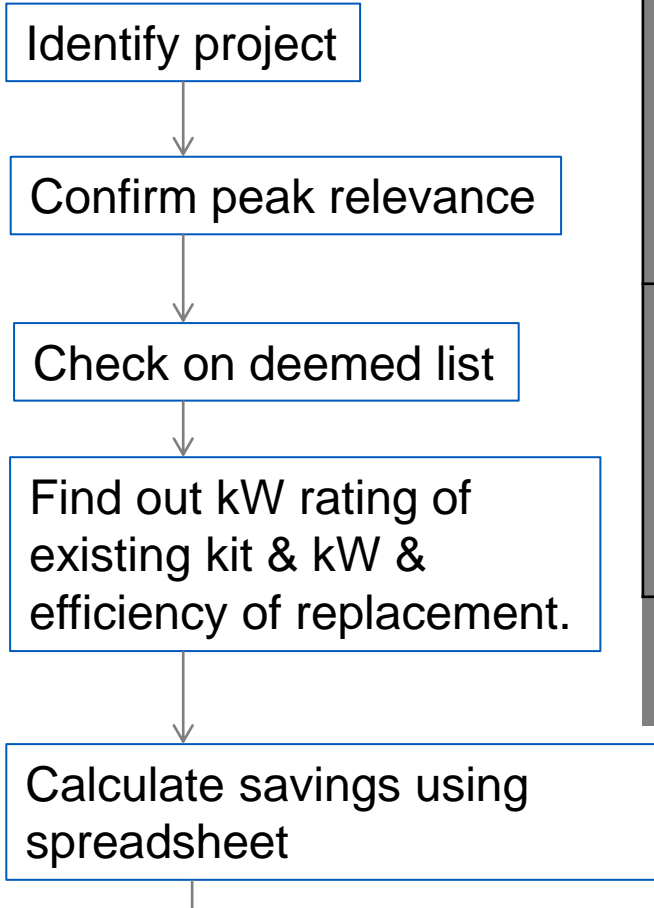 Identify project
Confirm peak relevance
Check on deemed list
Find out kW rating of
existing kit & kW &
efficiency of replacement.
Calculate savings using
spreadsheet